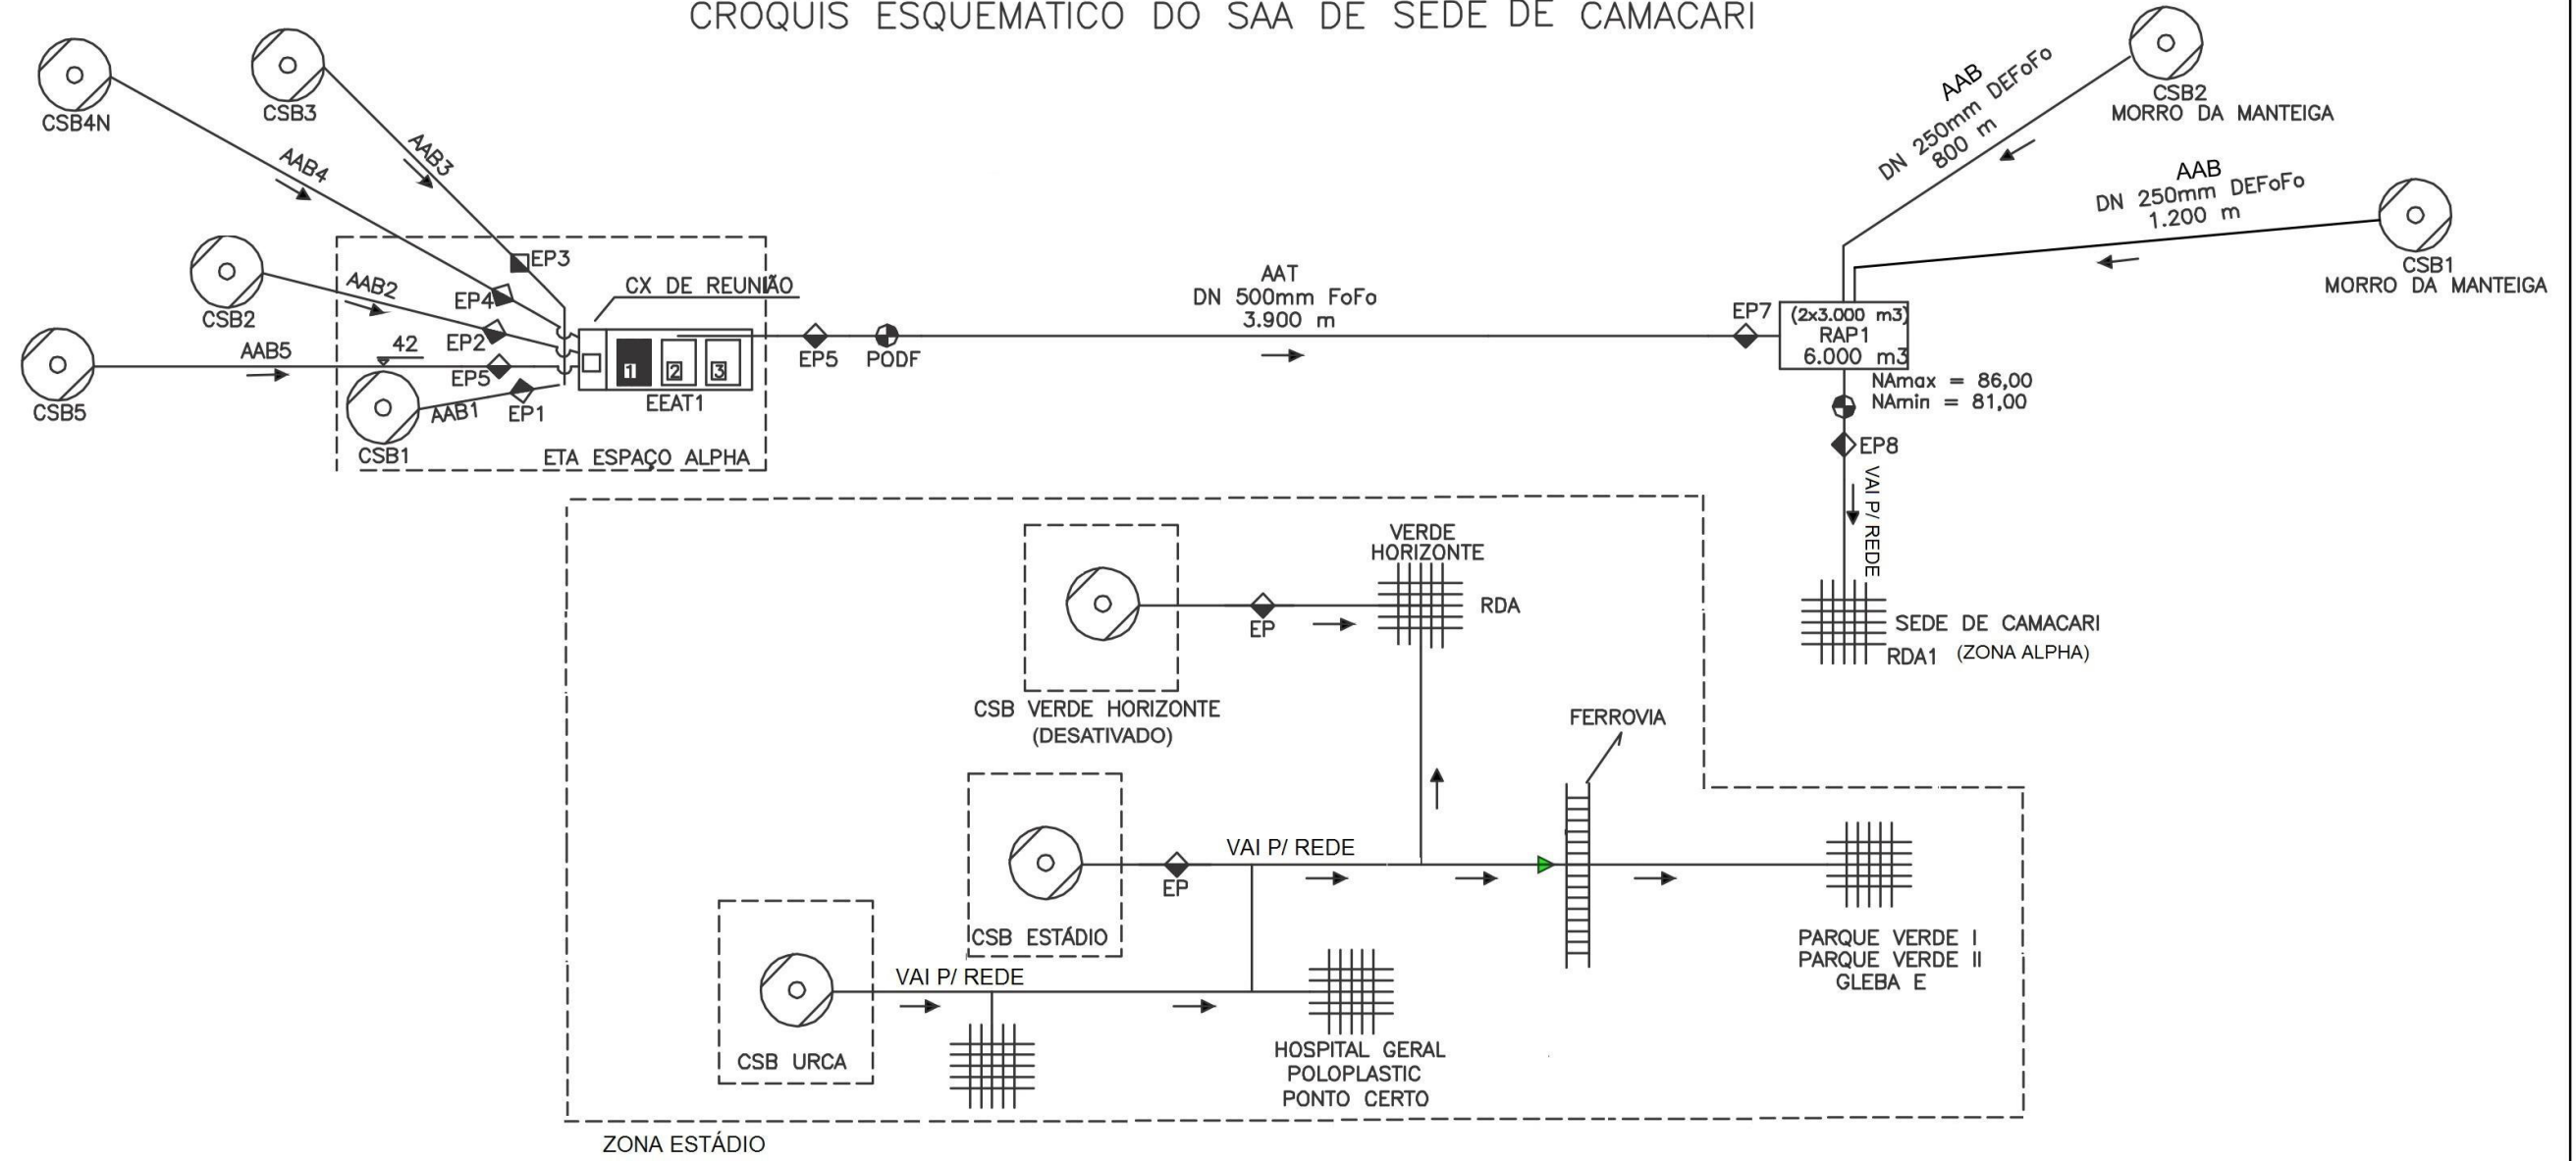 CROQUIS ESQUEMATICO DO SAA DE SEDE DE CAMACARI
CSB4N
CSB3
AAB4
AAB3
CSB2
AAB2
EP3
EP4
EP2
CX DE REUNIÃO
CSB5
AAB5
42
EP5
AAB1
EP1
CSB1
1
2
3
EEAT1
ETA ESPAÇO ALPHA
EP5
PODF
AAT
DN 500mm FoFo
3.900 m
EP7
(2x3.000 m3)
RAP1
6.000 m3
NAmax = 86,00
NAmin = 81,00
EP8
VAI P/ REDE
AAB
DN 250mm DEFoFo
800 m
CSB2
MORRO DA MANTEIGA
AAB
DN 250mm DEFoFo
1.200 m
CSB1
MORRO DA MANTEIGA
SEDE DE CAMACARI
RDA1 (ZONA ALPHA)
VERDE
HORIZONTE
RDA
EP
CSB VERDE HORIZONTE
(DESATIVADO)
FERROVIA
VAI P/ REDE
EP
CSB ESTÁDIO
PARQUE VERDE I
PARQUE VERDE II
GLEBA E
VAI P/ REDE
CSB URCA
HOSPITAL GERAL
POLOPLASTIC
PONTO CERTO
ZONA ESTÁDIO